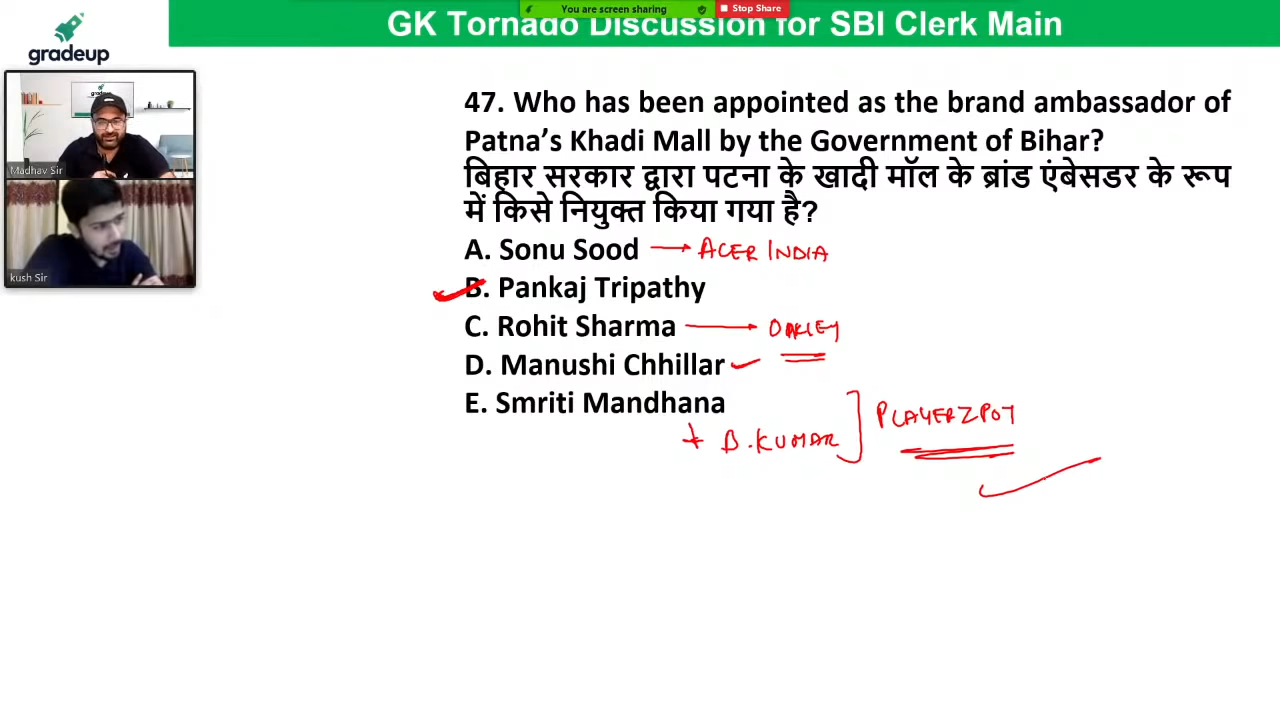 You are screen sharing
Stop Share
GK Tornado Discussion for SBI Clerk Main
gradeup
gradeup
Madhav Sir
kush Sir
47. Who has been appointed as the brand ambassador of
Patna's Khadi Mall by the Government of Bihar?
बिहार सरकार द्वारा पटना के खादी मॉल के ब्रांड एंबेसडर के रूप
में किसे नियुक्त किया गया है?
A. Sonu Sood → ACER INDIA
B. Pankaj Tripathy
C. Rohit Sharma → OAKLEY
D. Manushi Chhillar
E. Smriti Mandhana
+ B.KUMAR ] PLAYERZPOT